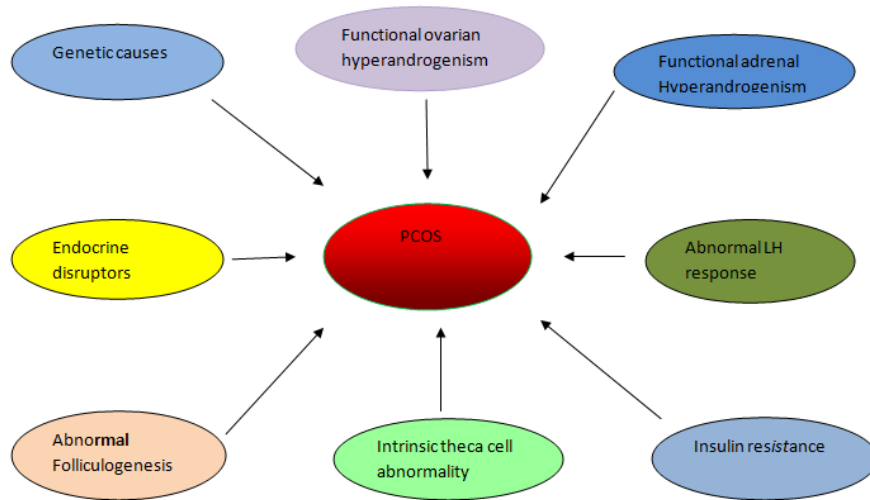 Genetic causes
Functional ovarian
hyperandrogenism
Functional adrenal
Hyperandrogenism
Endocrine
disruptors
PCOS
Abnormal LH
response
Abnormal
Folliculogenesis
Intrinsic theca cell
abnormality
Insulin resistance